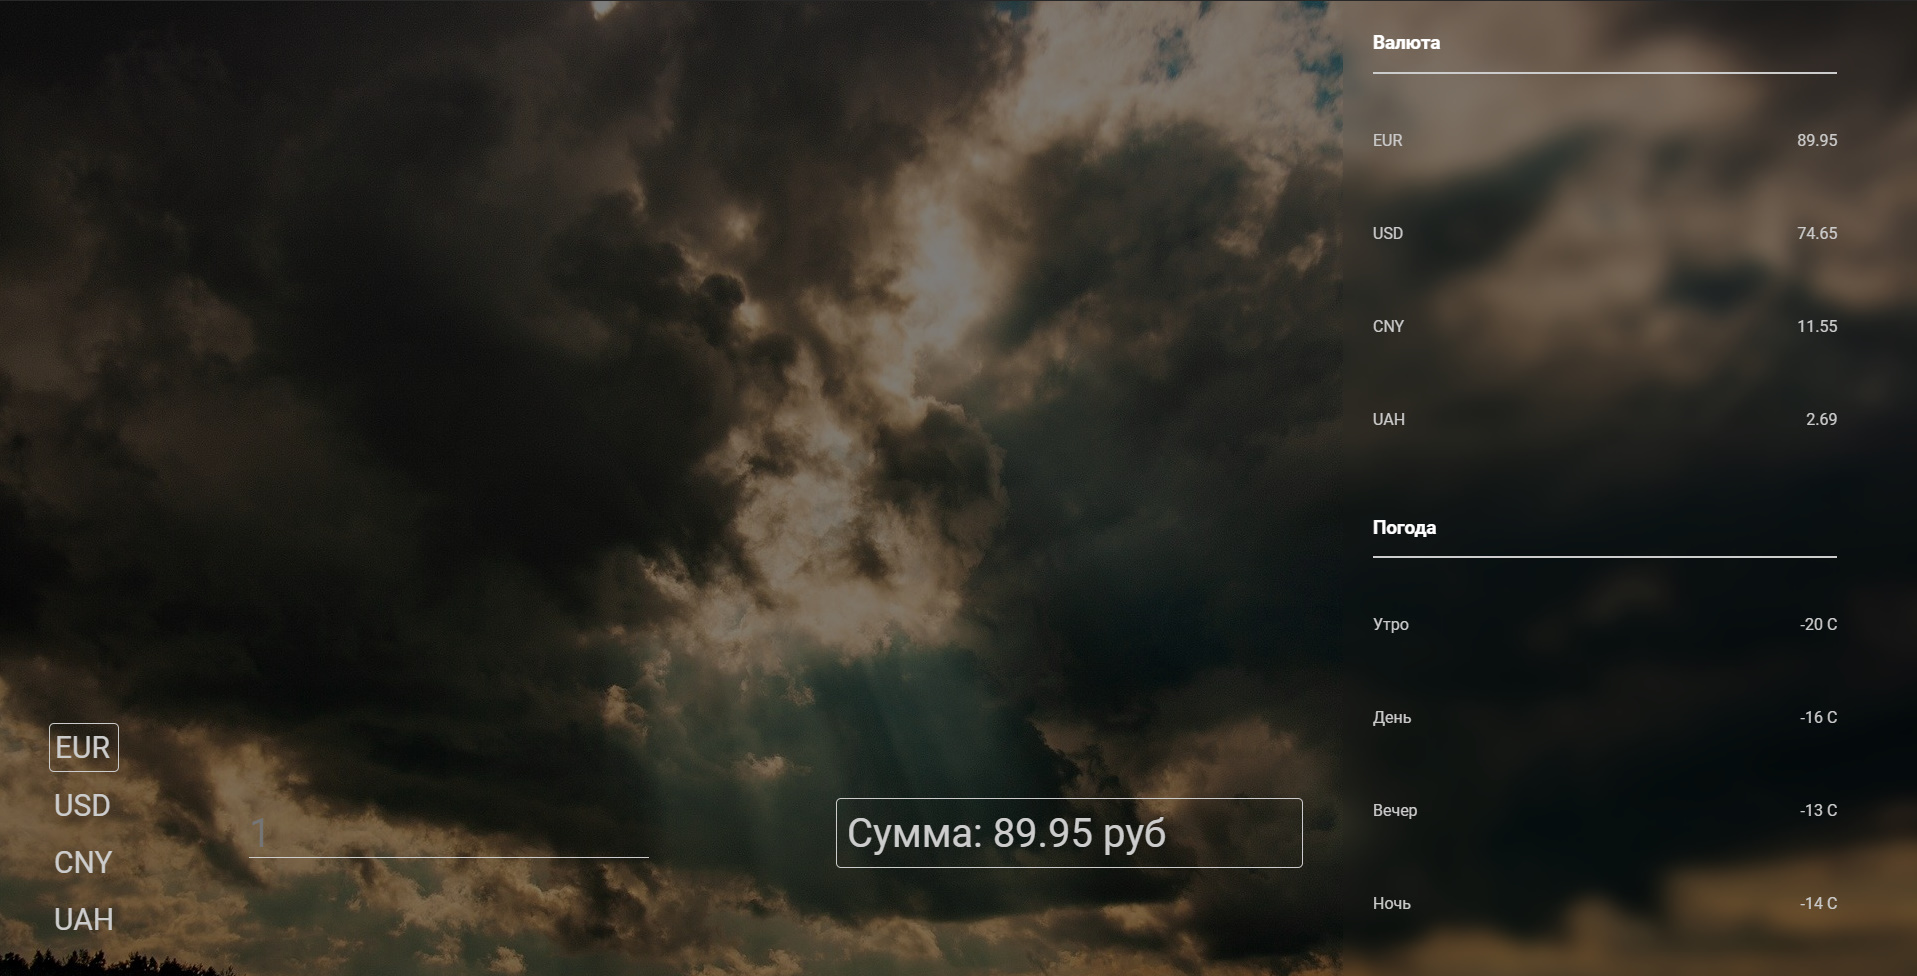 Валюта
EUR 89.95
USD 74.65
CNY 11.55
UAH 2.69
Погода
Утро -20 C
День -16 C
Вечер -13 C
Ночь -14 C
EUR
USD
CNY
UAH
1
Сумма: 89.95 руб